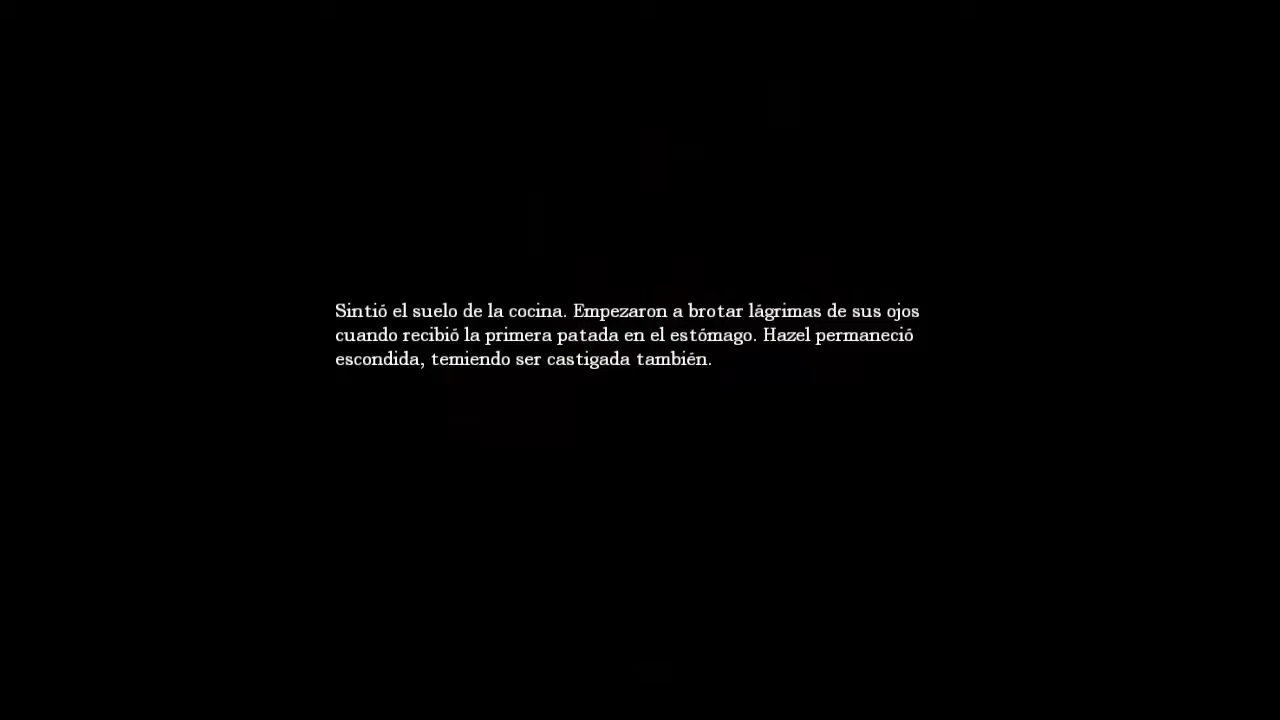 Sintió el suelo de la cocina. Empezaron a brotar lágrimas de sus ojos
cuando recibió la primera patada en el estómago. Hazel permaneció
escondida, temiendo ser castigada también.